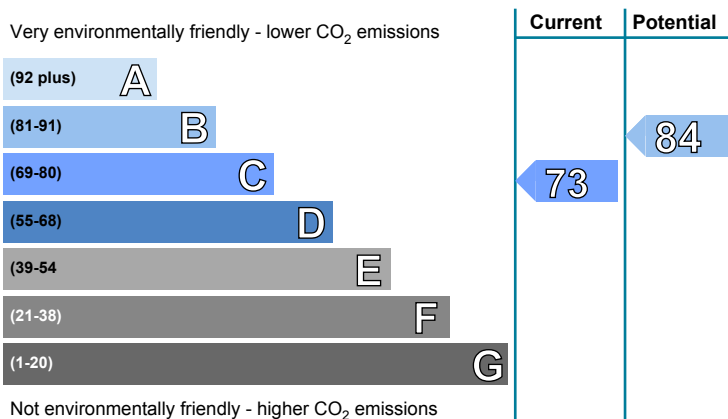 Current Potential
Very environmentally friendly - lower CO2 emissions
(92 plus) A
(81-91) B
84
(69-80) C
73
(55-68) D
(39-54 E
(21-38) F
(1-20) G
Not environmentally friendly - higher CO2 emissions